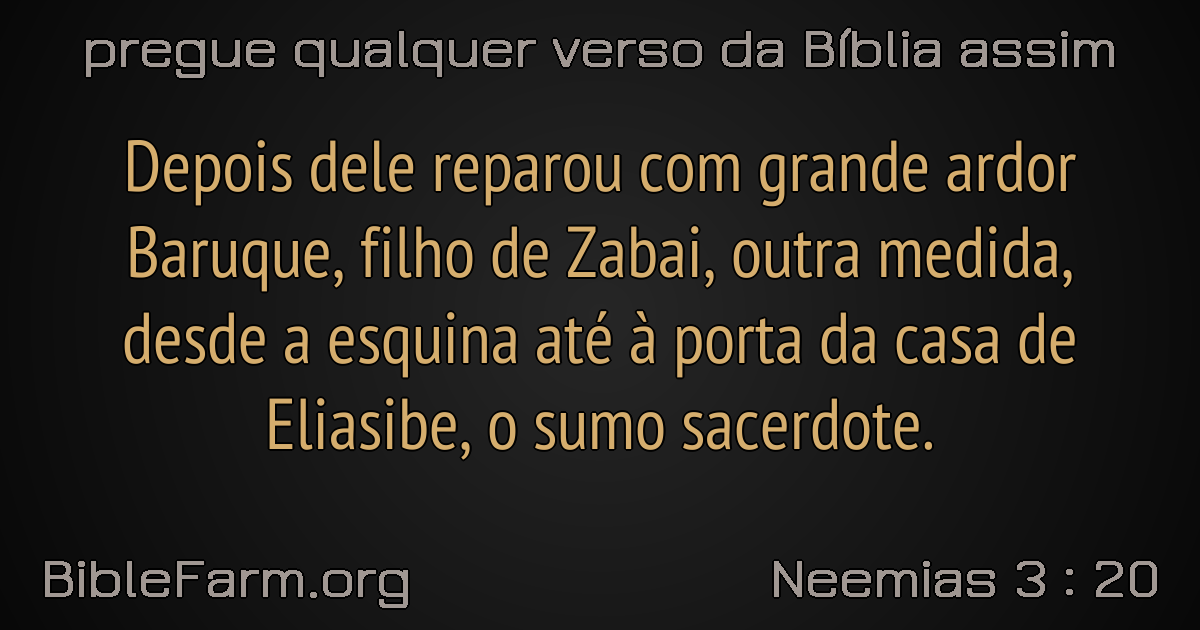 pregue qualquer verso da Bíblia assim
Depois dele reparou com grande ardor
Baruque, filho de Zabai, outra medida,
desde a esquina até à porta da casa de
Eliasibe, o sumo sacerdote.
BibleFarm.org
Neemias 3 : 20